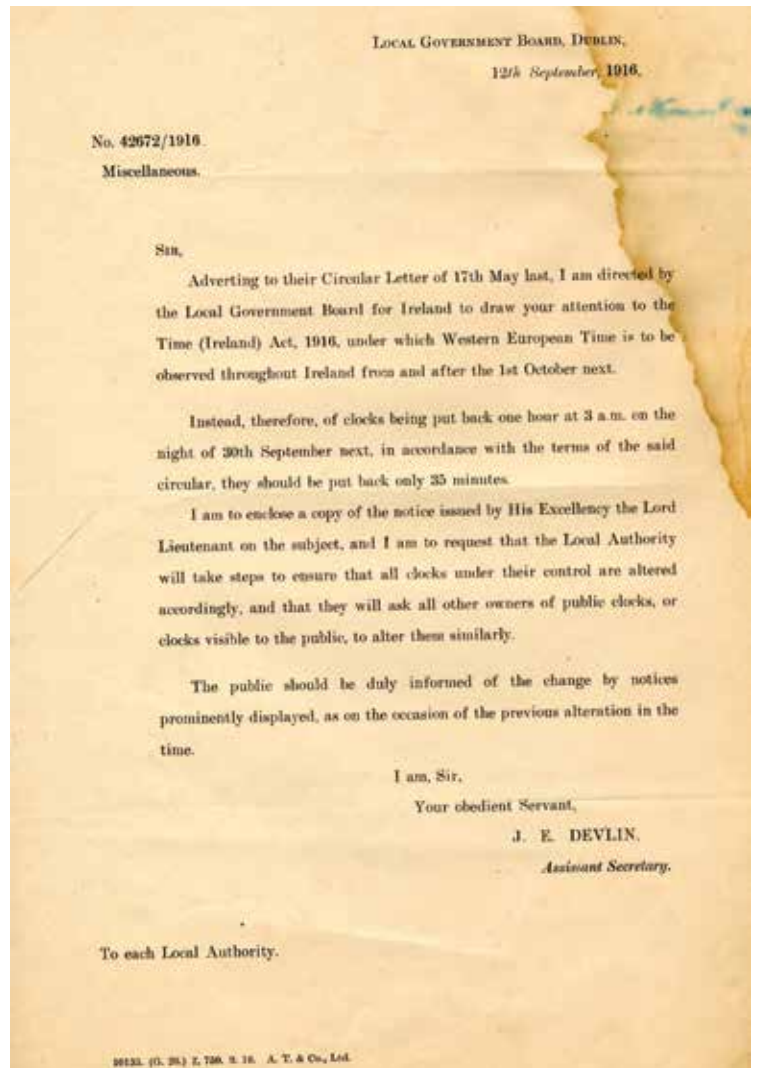 LOCAL GOVERNMENT BOARD, DUBLIN,
12th September, 1916.
No. 42672/1916.
Miscellaneous.
SIR,
Adverting to their Circular Letter of 17th May last, I am directed by
the Local Government Board for Ireland to draw your attention to the
Time (Ireland) Act, 1916, under which Western European Time is to be
observed throughout Ireland from and after the 1st October next.
Instead, therefore, of clocks being put back one hour at 3 a.m. on the
night of 30th September next, in accordance with the terms of the said
circular, they should be put back only 35 minutes.
I am to enclose a copy of the notice issued by His Excellency the Lord
Lieutenant on the subject, and I am to request that the Local Authority
will take steps to ensure that all clocks under their control are altered
accordingly, and that they will ask all other owners of public clocks, or
clocks visible to the public, to alter them similarly.
The public should be duly informed of the change by notices
prominently displayed, as on the occasion of the previous alteration in the
time.
I am, Sir,
Your obedient Servant,
J. E. DEVLIN.
Assistant Secretary.
To each Local Authority.
(G. 20.) 9. 16. A. T. & Co., Ltd.